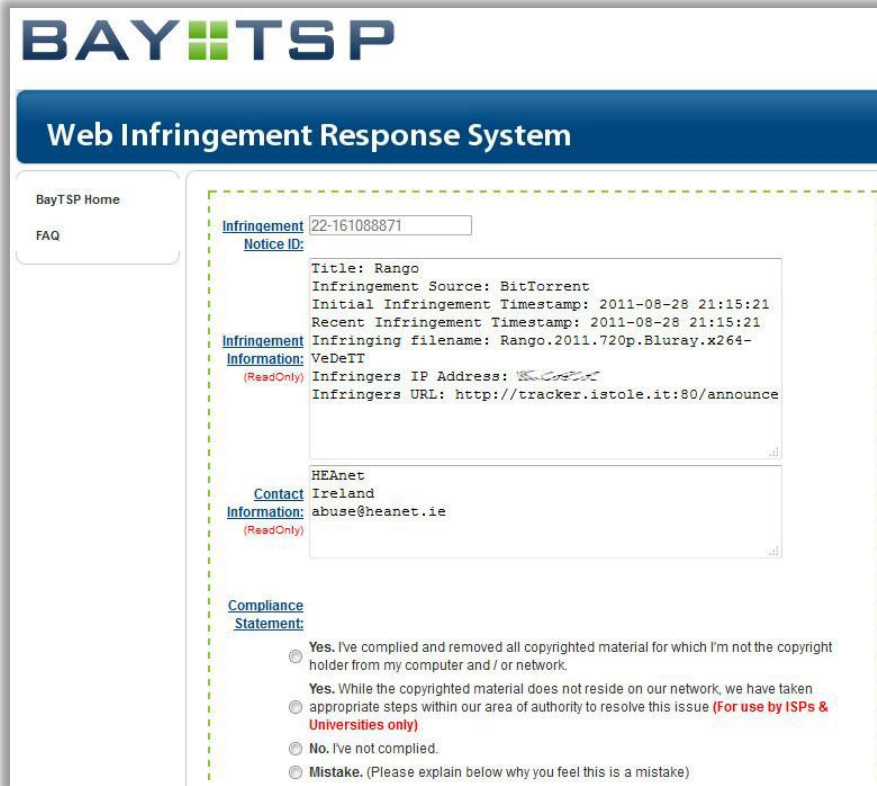 BAY TSP
Web Infringement Response System
BayTSP Home
FAQ
Infringement Notice ID:
22-161088871
Infringement Information:
(ReadOnly)
Title: Rango
Infringement Source: BitTorrent
Initial Infringement Timestamp: 2011-08-28 21:15:21
Recent Infringement Timestamp: 2011-08-28 21:15:21
Infringing filename: Rango.2011.720p.Bluray.x264-
VeDeTT
Infringers IP Address:
Infringers URL: http://tracker.istole.it:80/announce
Contact Information:
(ReadOnly)
HEAnet
Ireland
abuse@heanet.ie
Compliance
Statement:
Yes. I've complied and removed all copyrighted material for which I'm not the copyright
holder from my computer and / or network.
Yes. While the copyrighted material does not reside on our network, we have taken
appropriate steps within our area of authority to resolve this issue (For use by ISPs &
Universities only)
No. I've not complied.
Mistake. (Please explain below why you feel this is a mistake)